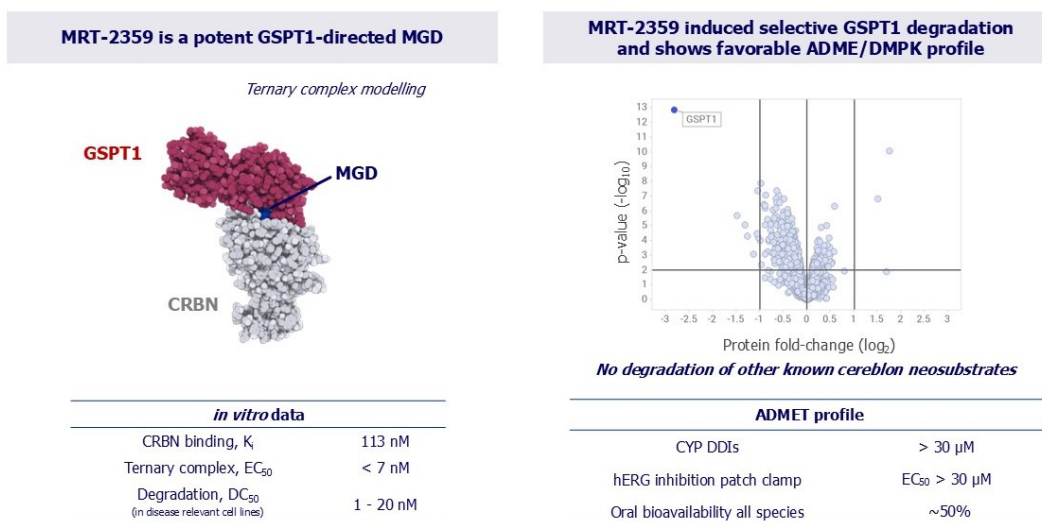 MRT-2359 is a potent GSPT1-directed MGD
Ternary complex modelling
GSPT1
MGD
CRBN
in vitro data
CRBN binding, Ki 113 nM
Ternary complex, EC50 < 7 nM
Degradation, DC50
(in disease relevant cell lines)
1 - 20 nM
MRT-2359 induced selective GSPT1 degradation
and shows favorable ADME/DMPK profile
13
12
11
10
9
8
7
6
5
4
3
2
1
0
p-value (-log10)
GSPT1
-3 -2.5 -2 -1.5 -1 -0.5 0 0.5 1 1.5 2 2.5 3
Protein fold-change (log2)
No degradation of other known cereblon neosubstrates
ADMET profile
CYP DDIs > 30 µM
hERG inhibition patch clamp EC50 > 30 µM
Oral bioavailability all species ~50%